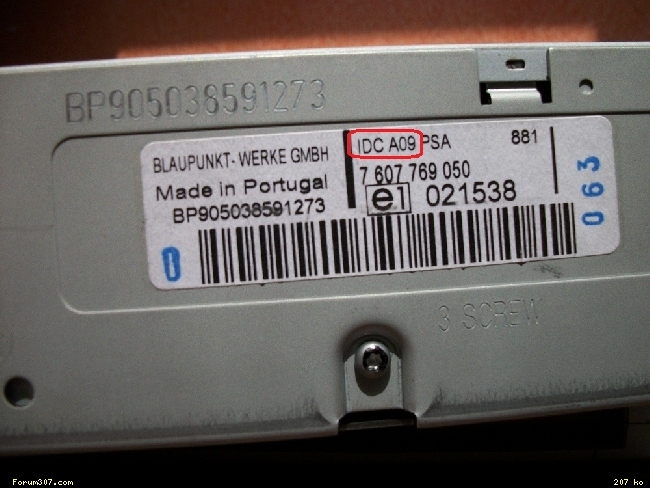 BP905038591273
BLAUPUNKT-WERKE GMBH
Made in Portugal
BP905038591273
IDC A09 PSA 881
7 607 769 050
e1 021538
0
063
3 SCREW
Forum307.com
207 ko